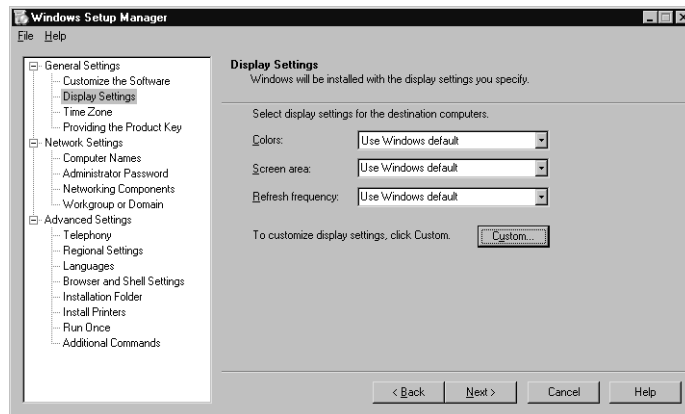 Windows Setup Manager
File Help
General Settings
Customize the Software
Display Settings
Time Zone
Providing the Product Key
Network Settings
Computer Names
Administrator Password
Networking Components
Workgroup or Domain
Advanced Settings
Telephony
Regional Settings
Languages
Browser and Shell Settings
Installation Folder
Install Printers
Run Once
Additional Commands
Display Settings
Windows will be installed with the display settings you specify.
Select display settings for the destination computers.
Colors: Use Windows default
Screen area: Use Windows default
Refresh frequency: Use Windows default
To customize display settings, click Custom. Custom...
< Back Next > Cancel Help